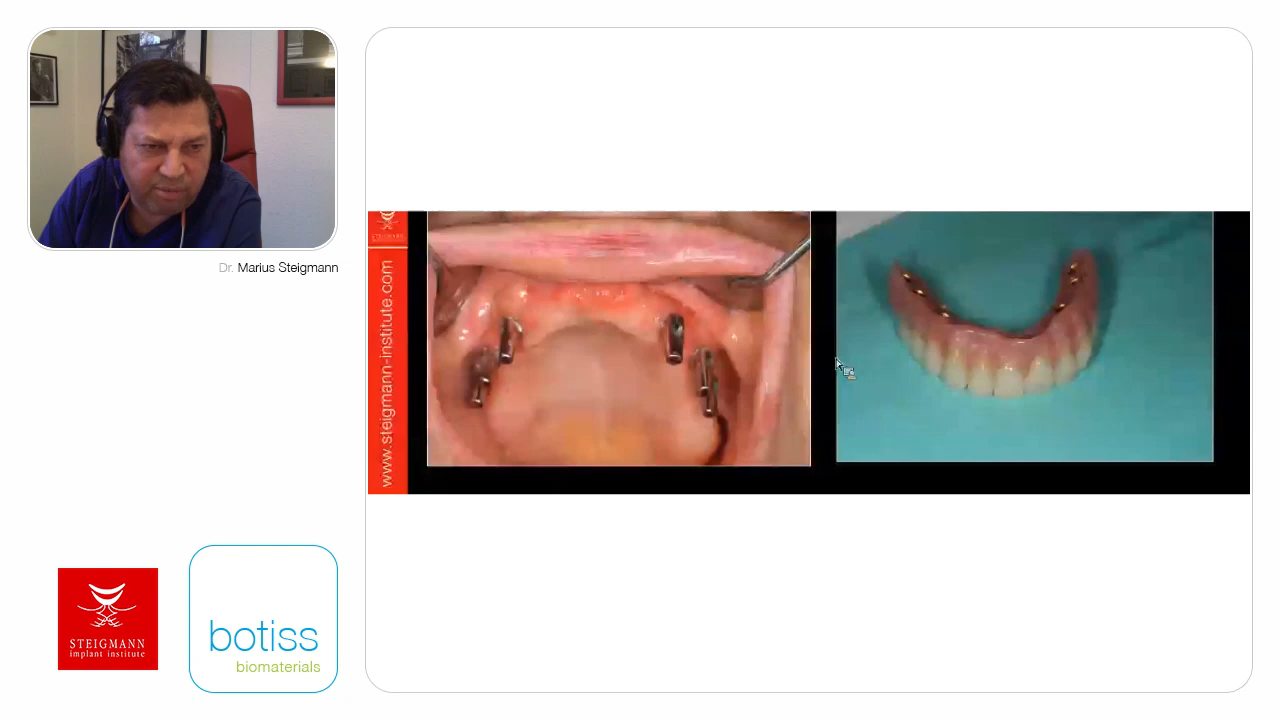 Dr. Marius Steigmann
www.steigmann-institute.com
STEIGMANN
implant institute
botiss
biomaterials